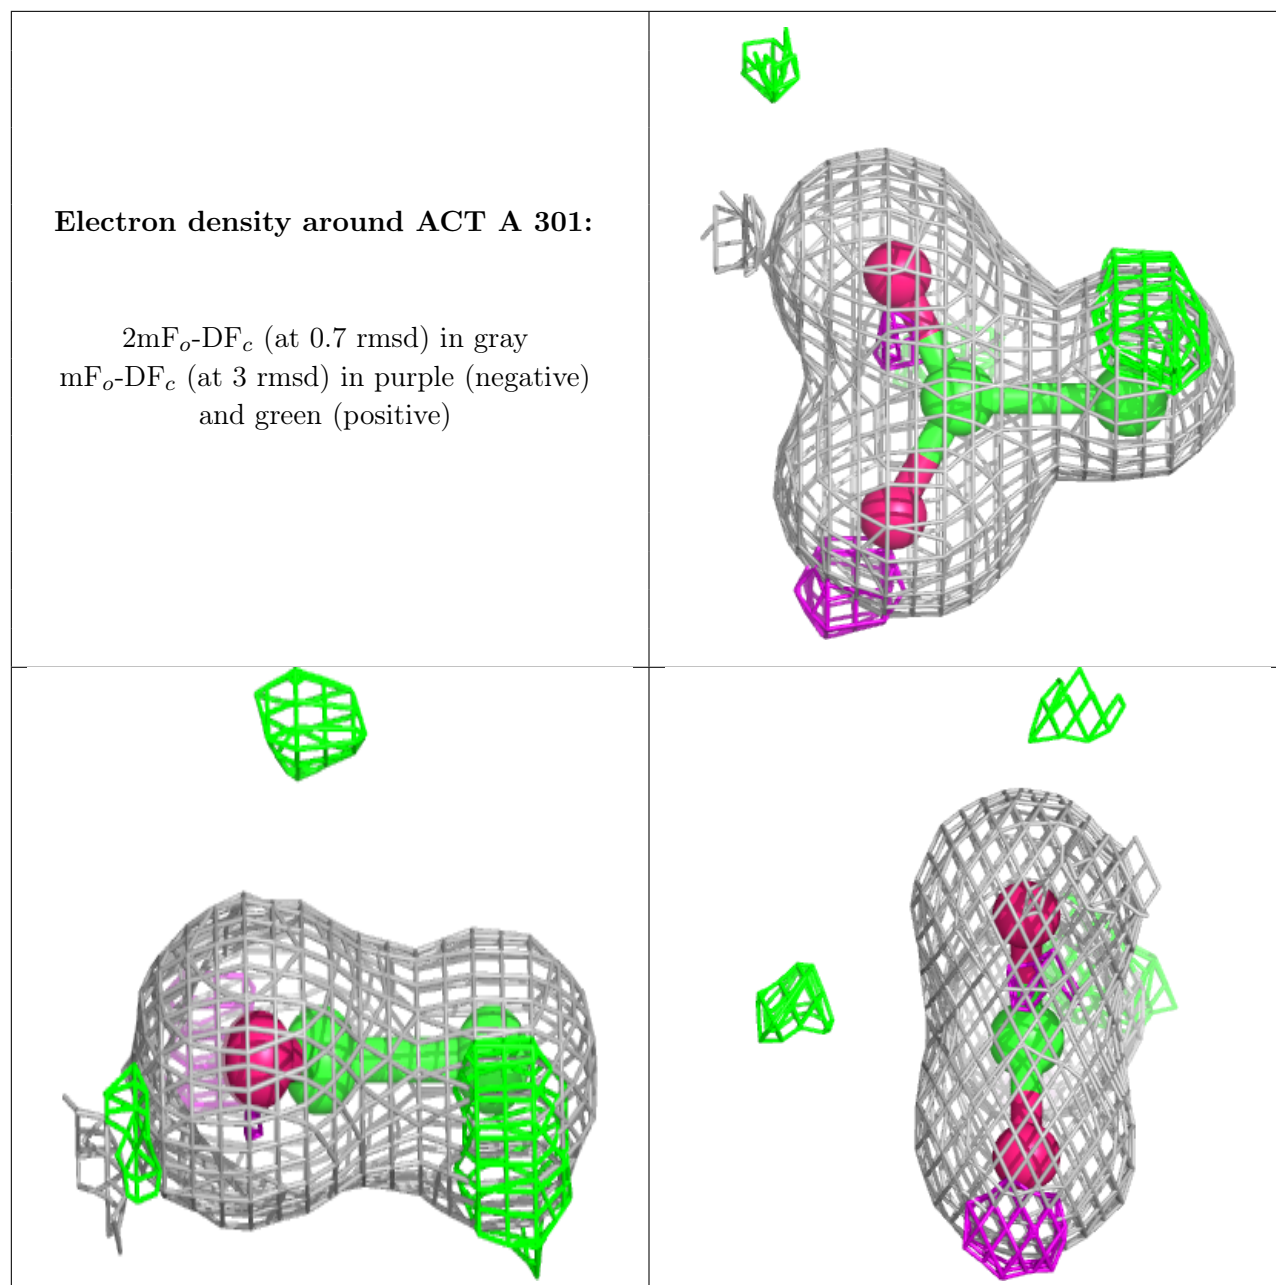 Electron density around ACT A 301:
2mFo-DFc (at 0.7 rmsd) in gray
mFo-DFc (at 3 rmsd) in purple (negative)
and green (positive)